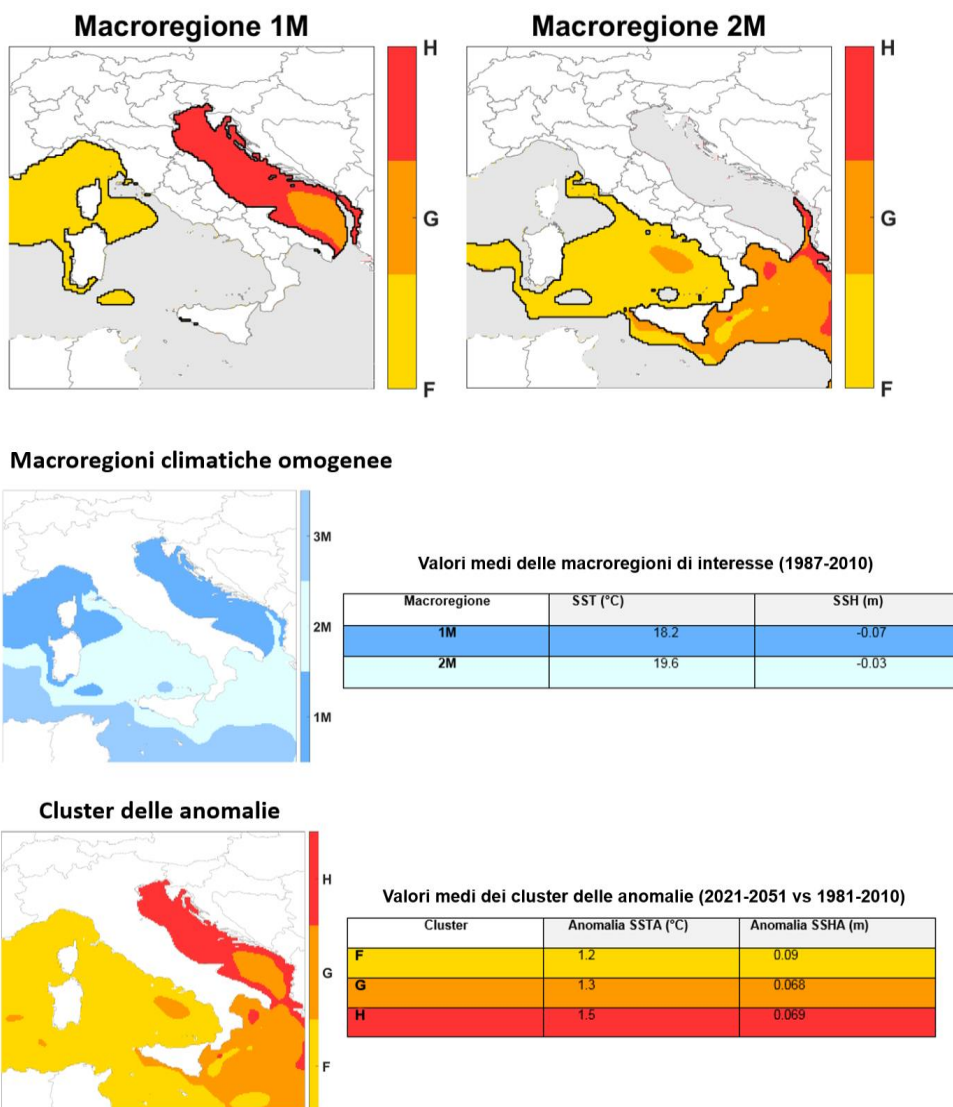 Macroregione 1M
Macroregione 2M
H
G
F
H
G
F
Macroregioni climatiche omogenee
3M
2M
1M
Valori medi delle macroregioni di interesse (1987-2010)
Macroregione SST (°C) SSH (m)
1M 18.2 -0.07
2M 19.6 -0.03
Cluster delle anomalie
H
G
F
Valori medi dei cluster delle anomalie (2021-2051 vs 1981-2010)
Cluster Anomalia SSTA (°C) Anomalia SSHA (m)
F 1.2 0.09
G 1.3 0.068
H 1.5 0.069